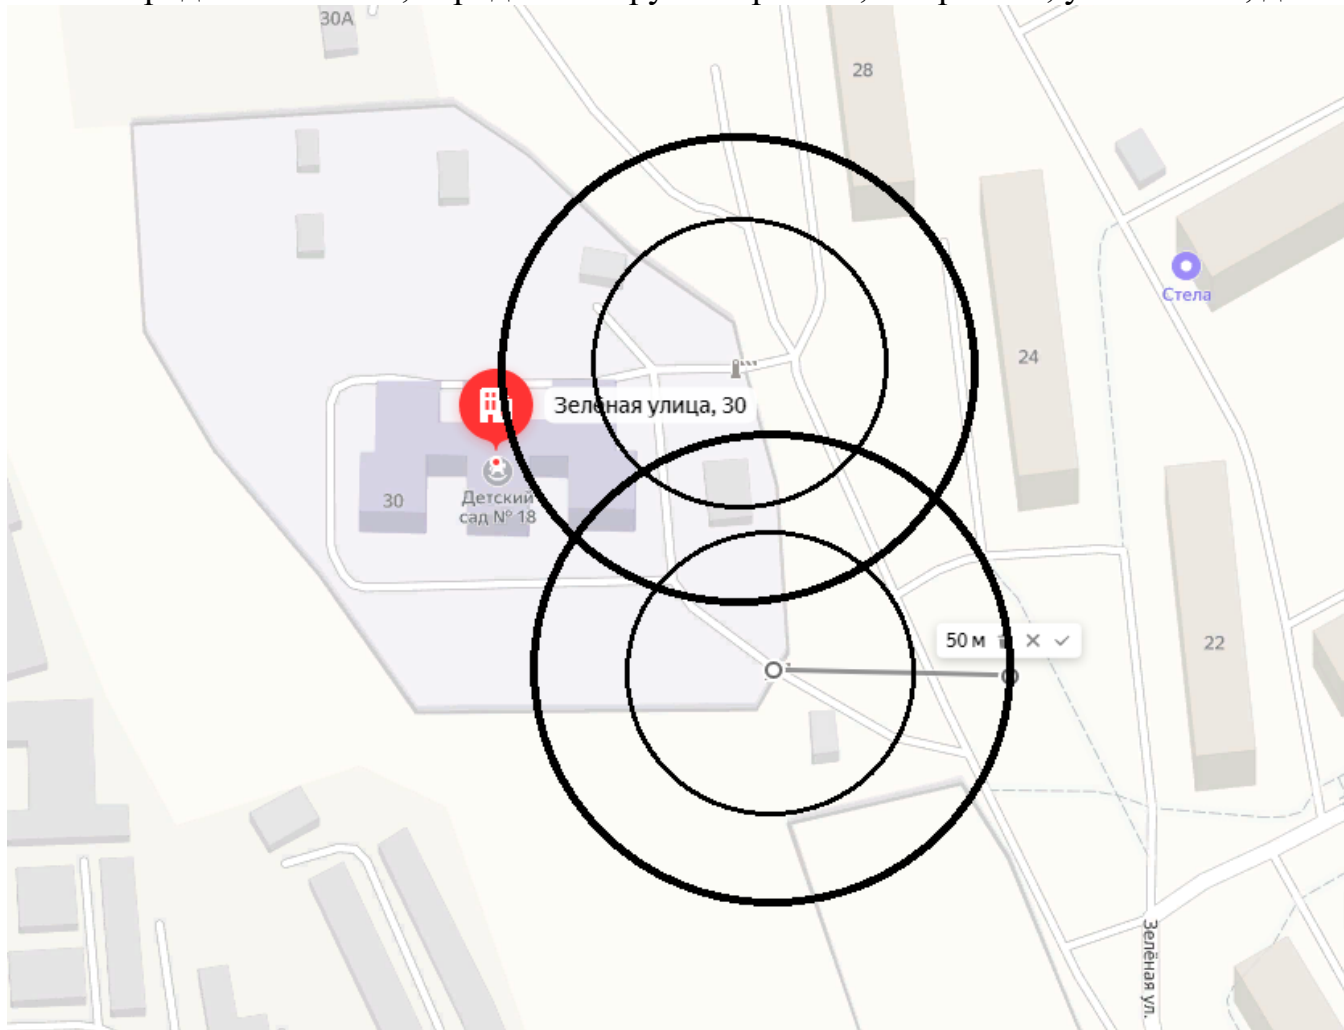 30А
28
Стела
24
Зелёная улица, 30
30
Детский
сад № 18
50 м
22
Зелёная ул.